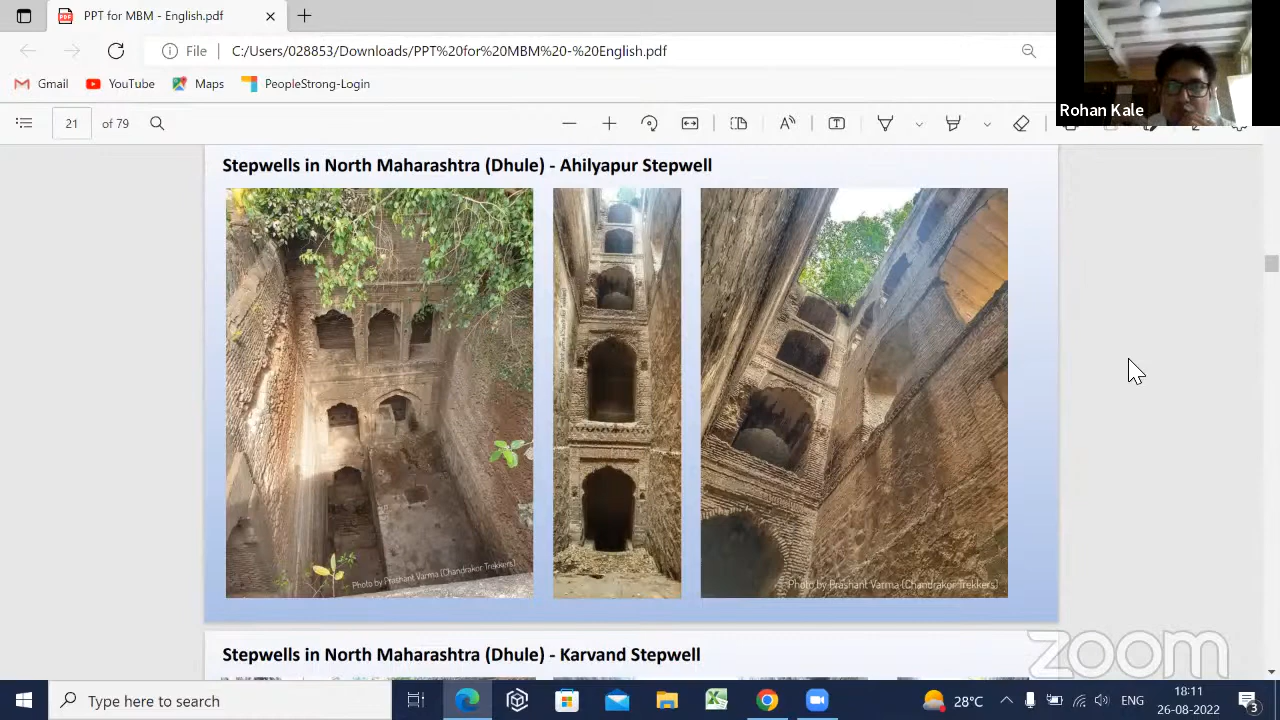 PPT for MBM - English.pdf
File
C:/Users/028853/Downloads/PPT%20for%20MBM%20-%20English.pdf
Gmail
YouTube
Maps
PeopleStrong-Login
Rohan Kale
21
of 79
Stepwells in North Maharashtra (Dhule) - Ahilyapur Stepwell
Photo by Prashant Varma (Chandrakor Trekkers)
Photo by Prashant Varma (Chandrakor Trekkers)
Stepwells in North Maharashtra (Dhule) - Karvand Stepwell
zoom
Type here to search
28°C
ENG
18:11
26-08-2022
3